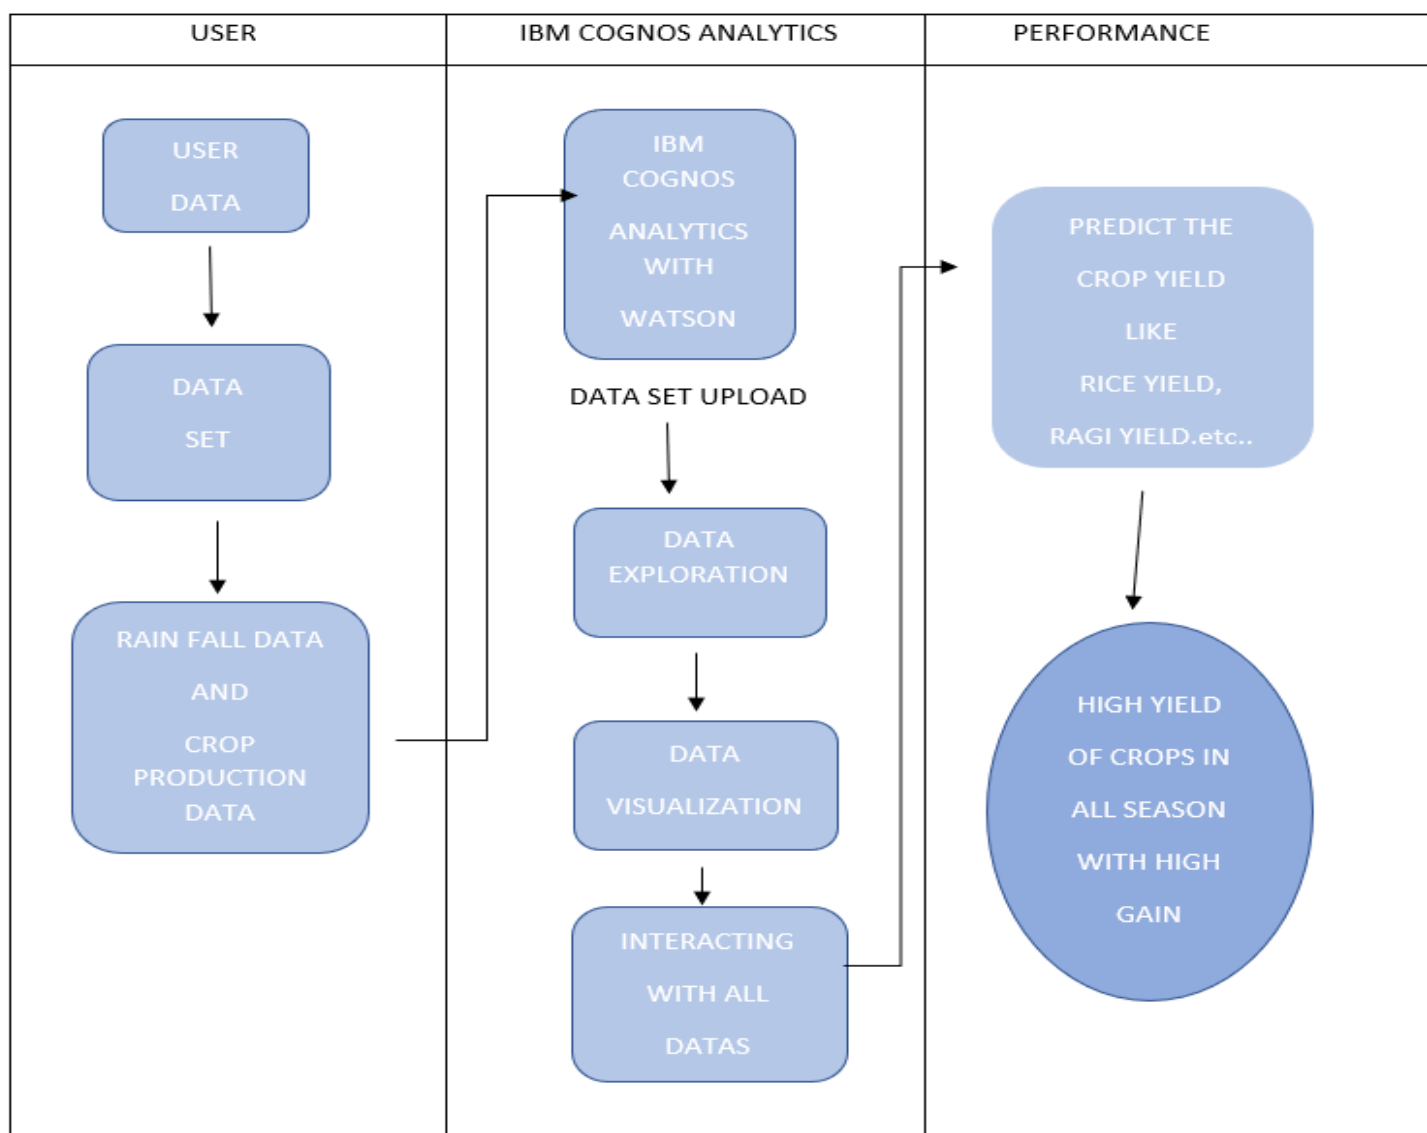 USER
IBM COGNOS ANALYTICS
PERFORMANCE
USER
DATA
DATA
SET
RAIN FALL DATA
AND
CROP
PRODUCTION
DATA
IBM
COGNOS
ANALYTICS
WITH
WATSON
DATA SET UPLOAD
DATA
EXPLORATION
DATA
VISUALIZATION
INTERACTING
WITH ALL
DATAS
PREDICT THE
CROP YIELD
LIKE
RICE YIELD,
RAGI YIELD.etc..
HIGH YIELD
OF CROPS IN
ALL SEASON
WITH HIGH
GAIN